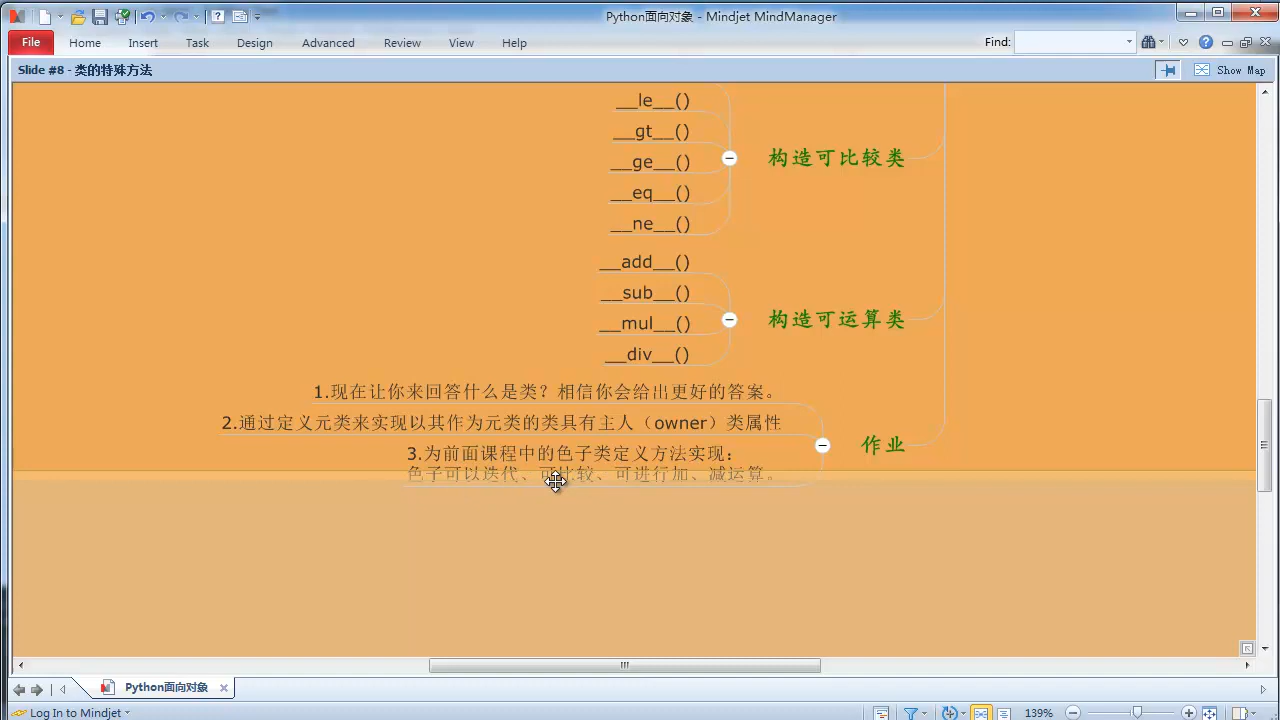 Python面向对象 - Mindjet MindManager
File
Home
Insert
Task
Design
Advanced
Review
View
Help
Find:
Slide #8 - 类的特殊方法
Show Map
__le__()
__gt__()
__ge__()
__eq__()
__ne__()
构造可比较类
__add__()
__sub__()
__mul__()
__div__()
构造可运算类
1.现在让你来回答什么是类？相信你会给出更好的答案。
2.通过定义元类来实现以其作为元类的类具有主人（owner）类属性
3.为前面课程中的色子类定义方法实现：
色子可以迭代、可比较、可进行加、减运算。
作业
Python面向对象
Log In to Mindjet
139%